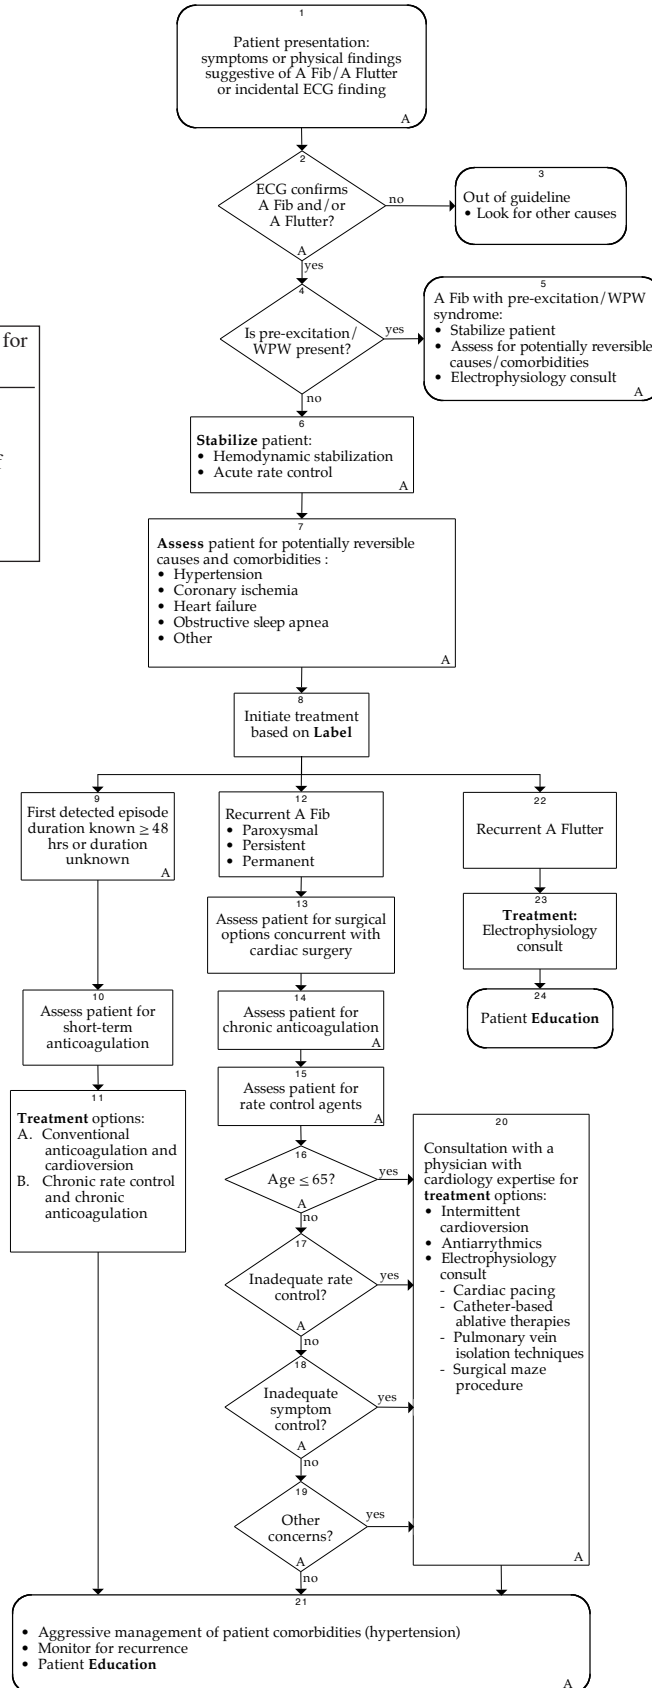 1
Patient presentation:
symptoms or physical findings
suggestive of A Fib/A Flutter
or incidental ECG finding
A
2
ECG confirms
A Fib and/or
A Flutter?
A
no
yes
3
Out of guideline
• Look for other causes
4
Is pre-excitation/
WPW present?
yes
no
5
A Fib with pre-excitation/WPW
syndrome:
• Stabilize patient
• Assess for potentially reversible
causes/comorbidities
• Electrophysiology consult
A
for
f
6
Stabilize patient:
• Hemodynamic stabilization
• Acute rate control
A
7
Assess patient for potentially reversible
causes and comorbidities :
• Hypertension
• Coronary ischemia
• Heart failure
• Obstructive sleep apnea
• Other
A
8
Initiate treatment
based on Label
9
First detected episode
duration known ≥ 48
hrs or duration
unknown
A
10
Assess patient for
short-term
anticoagulation
11
Treatment options:
A. Conventional
anticoagulation and
cardioversion
B. Chronic rate control
and chronic
anticoagulation
12
Recurrent A Fib
• Paroxysmal
• Persistent
• Permanent
13
Assess patient for surgical
options concurrent with
cardiac surgery
14
Assess patient for
chronic anticoagulation
A
15
Assess patient for
rate control agents
A
16
Age ≤ 65?
A
yes
no
17
Inadequate rate
control?
A
yes
no
18
Inadequate
symptom
control?
A
yes
no
19
Other
concerns?
A
yes
no
20
Consultation with a
physician with
cardiology expertise for
treatment options:
• Intermittent
cardioversion
• Antiarrythmics
• Electrophysiology
consult
- Cardiac pacing
- Catheter-based
ablative therapies
- Pulmonary vein
isolation techniques
- Surgical maze
procedure
A
22
Recurrent A Flutter
23
Treatment:
Electrophysiology
consult
24
Patient Education
21
• Aggressive management of patient comorbidities (hypertension)
• Monitor for recurrence
• Patient Education
A